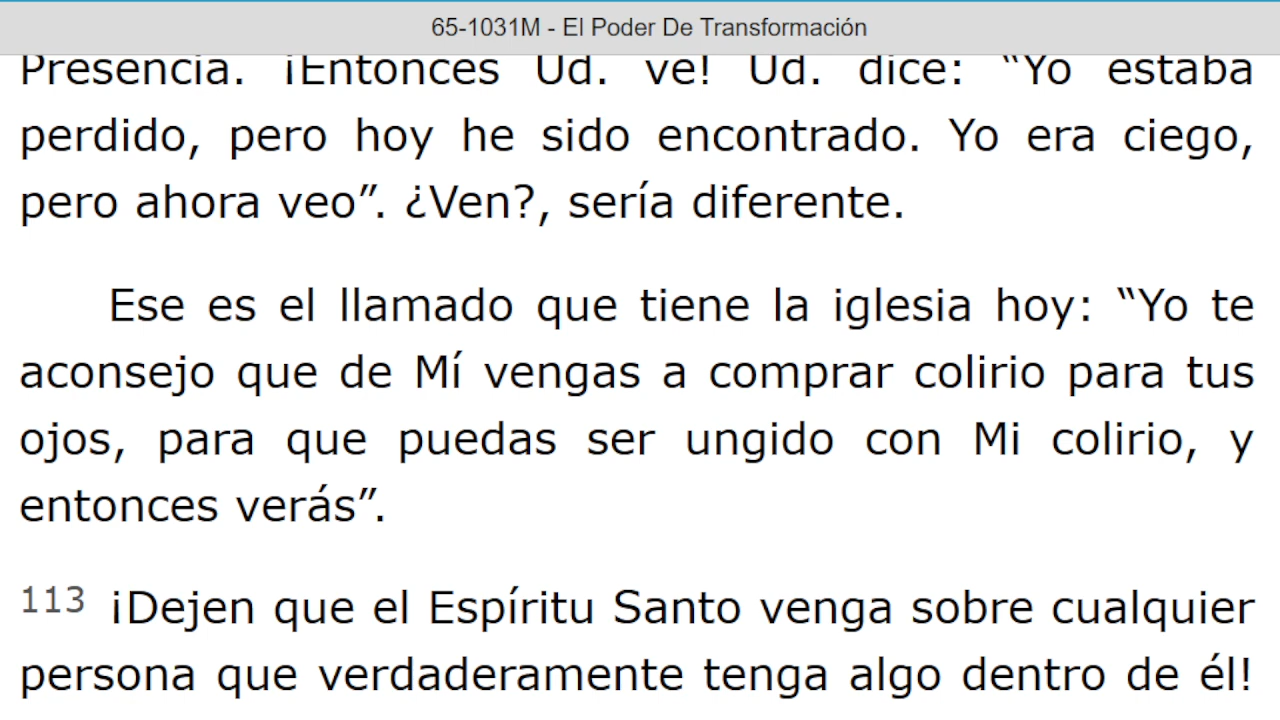 65-1031M - El Poder De Transformación
Presencia. ¡Entonces Ud. ve! Ud. dice: “Yo estaba
perdido, pero hoy he sido encontrado. Yo era ciego,
pero ahora veo”. ¿Ven?, sería diferente.
Ese es el llamado que tiene la iglesia hoy: “Yo te
aconsejo que de Mí vengas a comprar colirio para tus
ojos, para que puedas ser ungido con Mi colirio, y
entonces verás”.
113 ¡Dejen que el Espíritu Santo venga sobre cualquier
persona que verdaderamente tenga algo dentro de él!